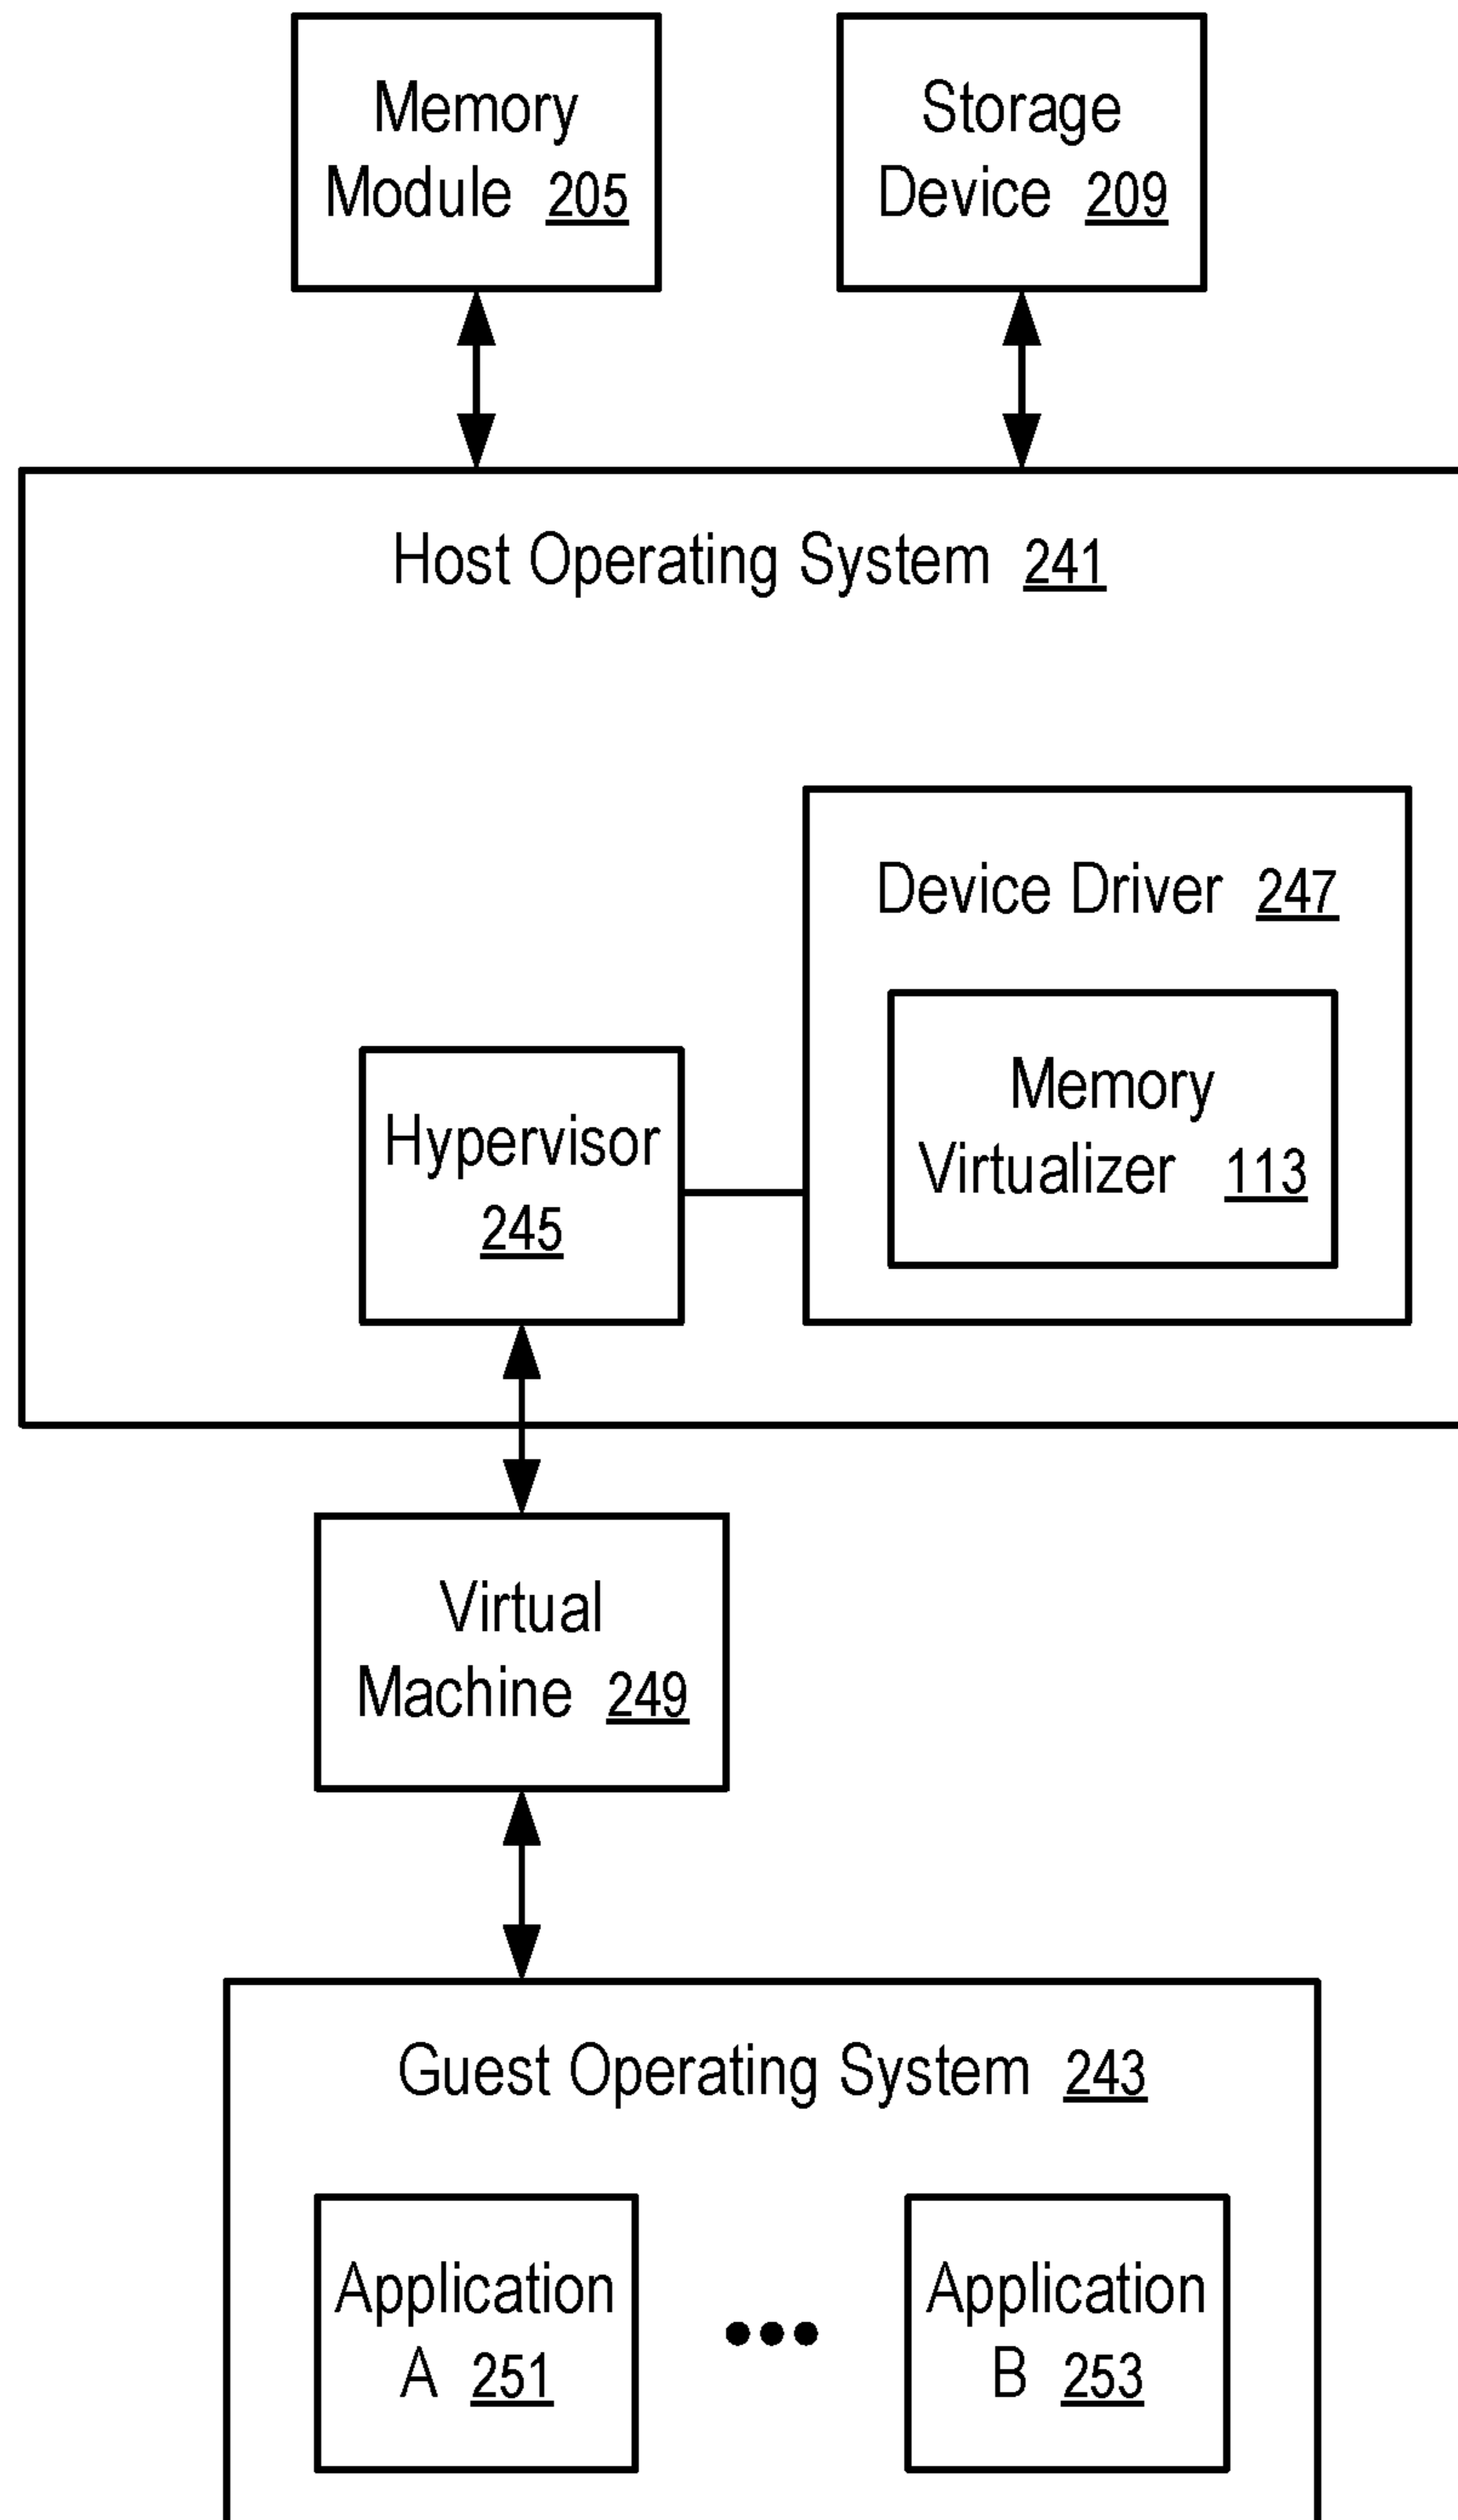 Memory
Module 205
Storage
Device 209
Host Operating System 241
Device Driver 247
Memory
Virtualizer 113
Hypervisor
245
Virtual
Machine 249
Guest Operating System 243
Application
A 251
Application
B 253